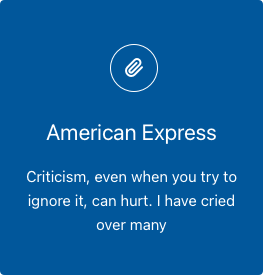 American Express
Criticism, even when you try to
ignore it, can hurt. I have cried
over many